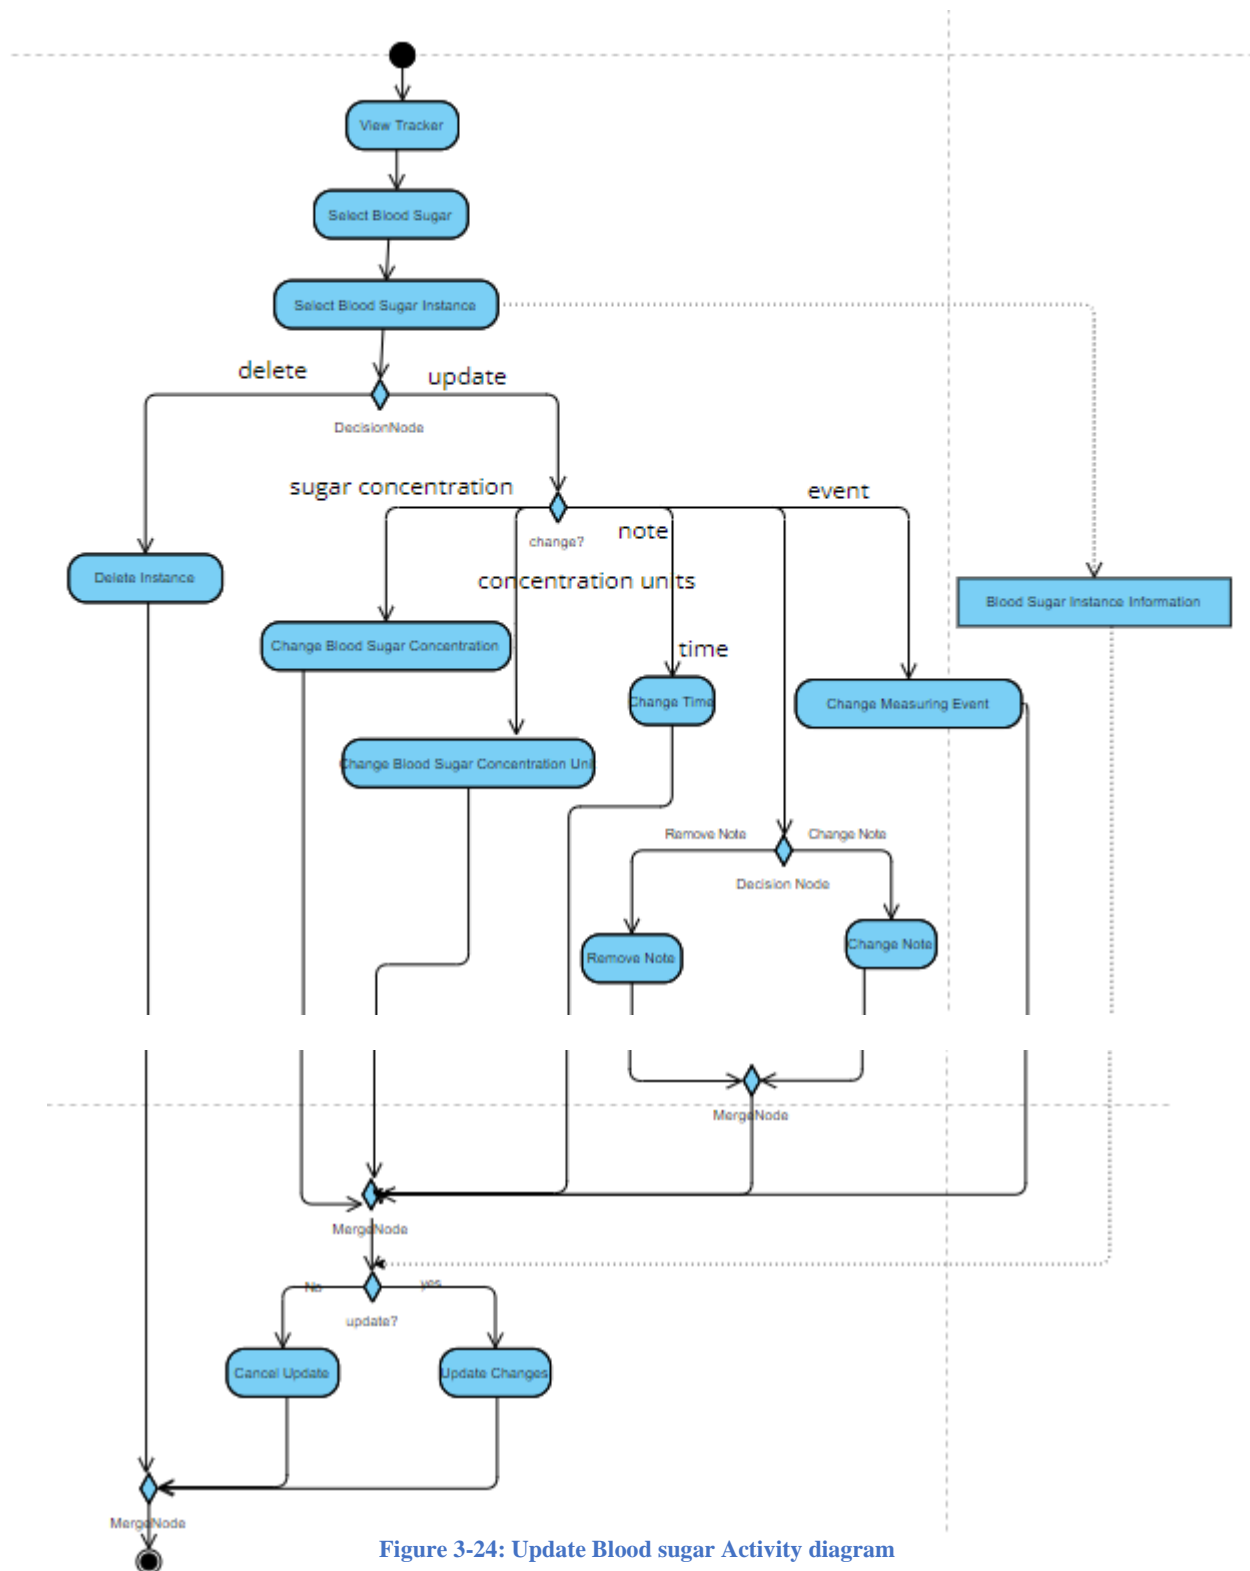 View Tracker
Select Blood Sugar
Select Blood Sugar Instance
delete
update
DecisionNode
sugar concentration
event
note
change?
Delete Instance
concentration units
Blood Sugar Instance Information
Change Blood Sugar Concentration
time
Change Time
Change Measuring Event
Change Blood Sugar Concentration Uni
Remove Note
Change Note
Decision Node
Remove Note
Change Note
MergeNode
MergeNode
No
yes
update?
Cancel Update
Update Changes
MergeNode
Figure 3-24: Update Blood sugar Activity diagram